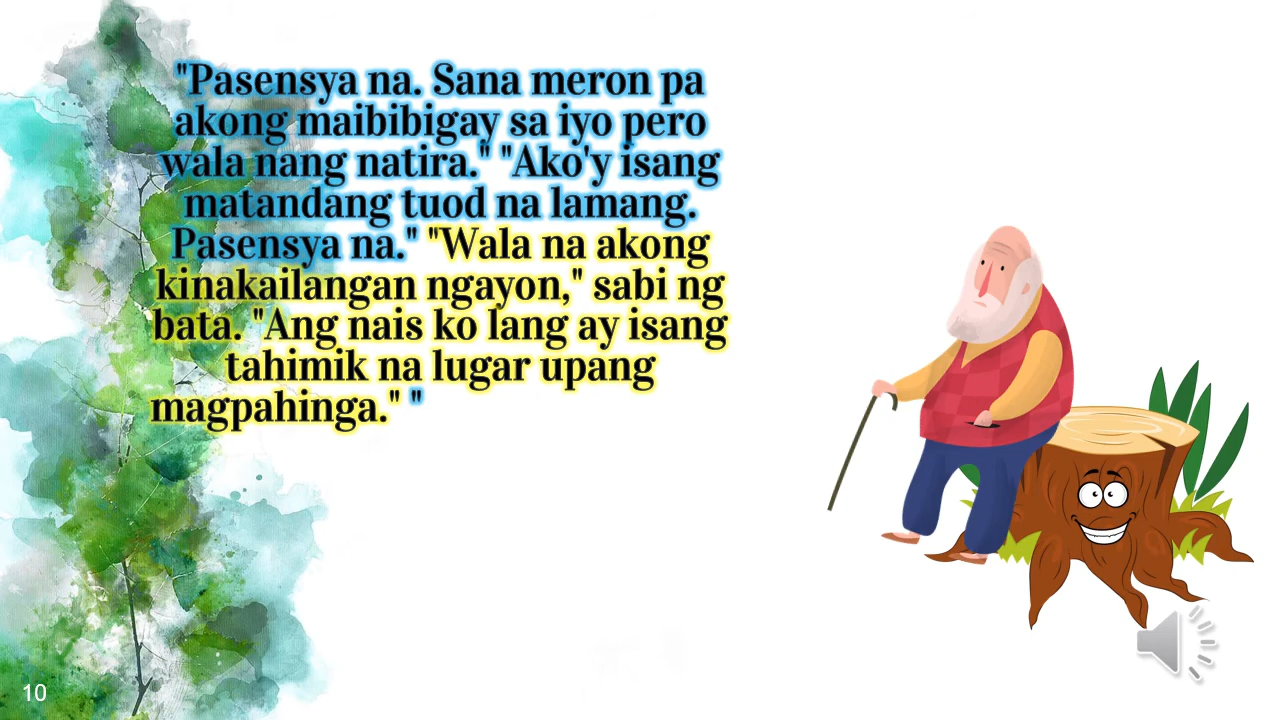 "Pasensya na. Sana meron pa
akong maibibigay sa iyo pero
wala nang natira." "Ako'y isang
matandang tuod na lamang.
Pasensya na." "Wala na akong
kinakailangan ngayon," sabi ng
bata. "Ang nais ko lang ay isang
tahimik na lugar upang
magpahinga." "
10